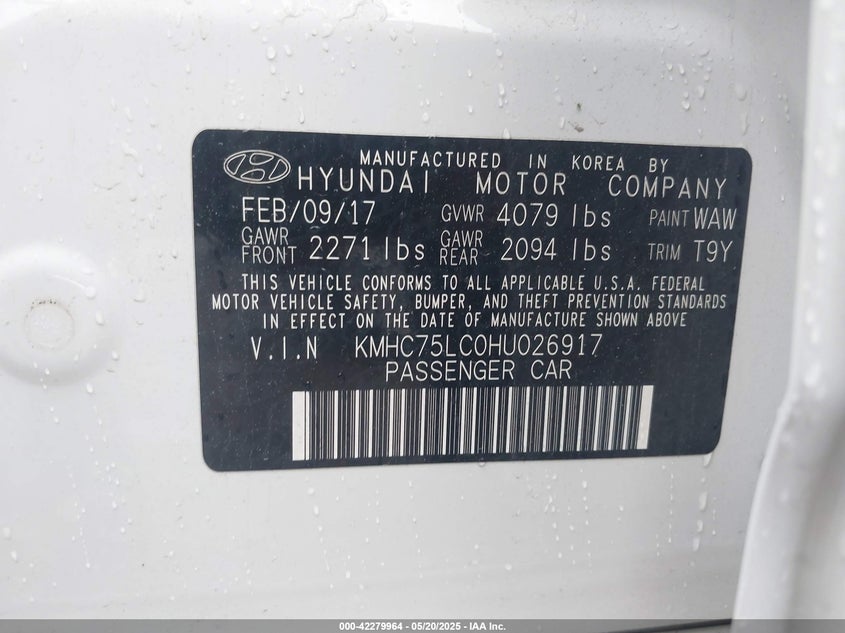 MANUFACTURED IN KOREA BY
HYUNDAI MOTOR COMPANY
FEB/09/17 GVWR 4079 lbs PAINT WAW
GAWR FRONT 2271 lbs GAWR REAR 2094 lbs TRIM T9Y
THIS VEHICLE CONFORMS TO ALL APPLICABLE U.S.A. FEDERAL
MOTOR VEHICLE SAFETY, BUMPER, AND THEFT PREVENTION STANDARDS
IN EFFECT ON THE DATE OF MANUFACTURE SHOWN ABOVE
V.I.N KMHC75LC0HU026917
PASSENGER CAR
000-42279964 | 05/20/2025 - IAA Inc.